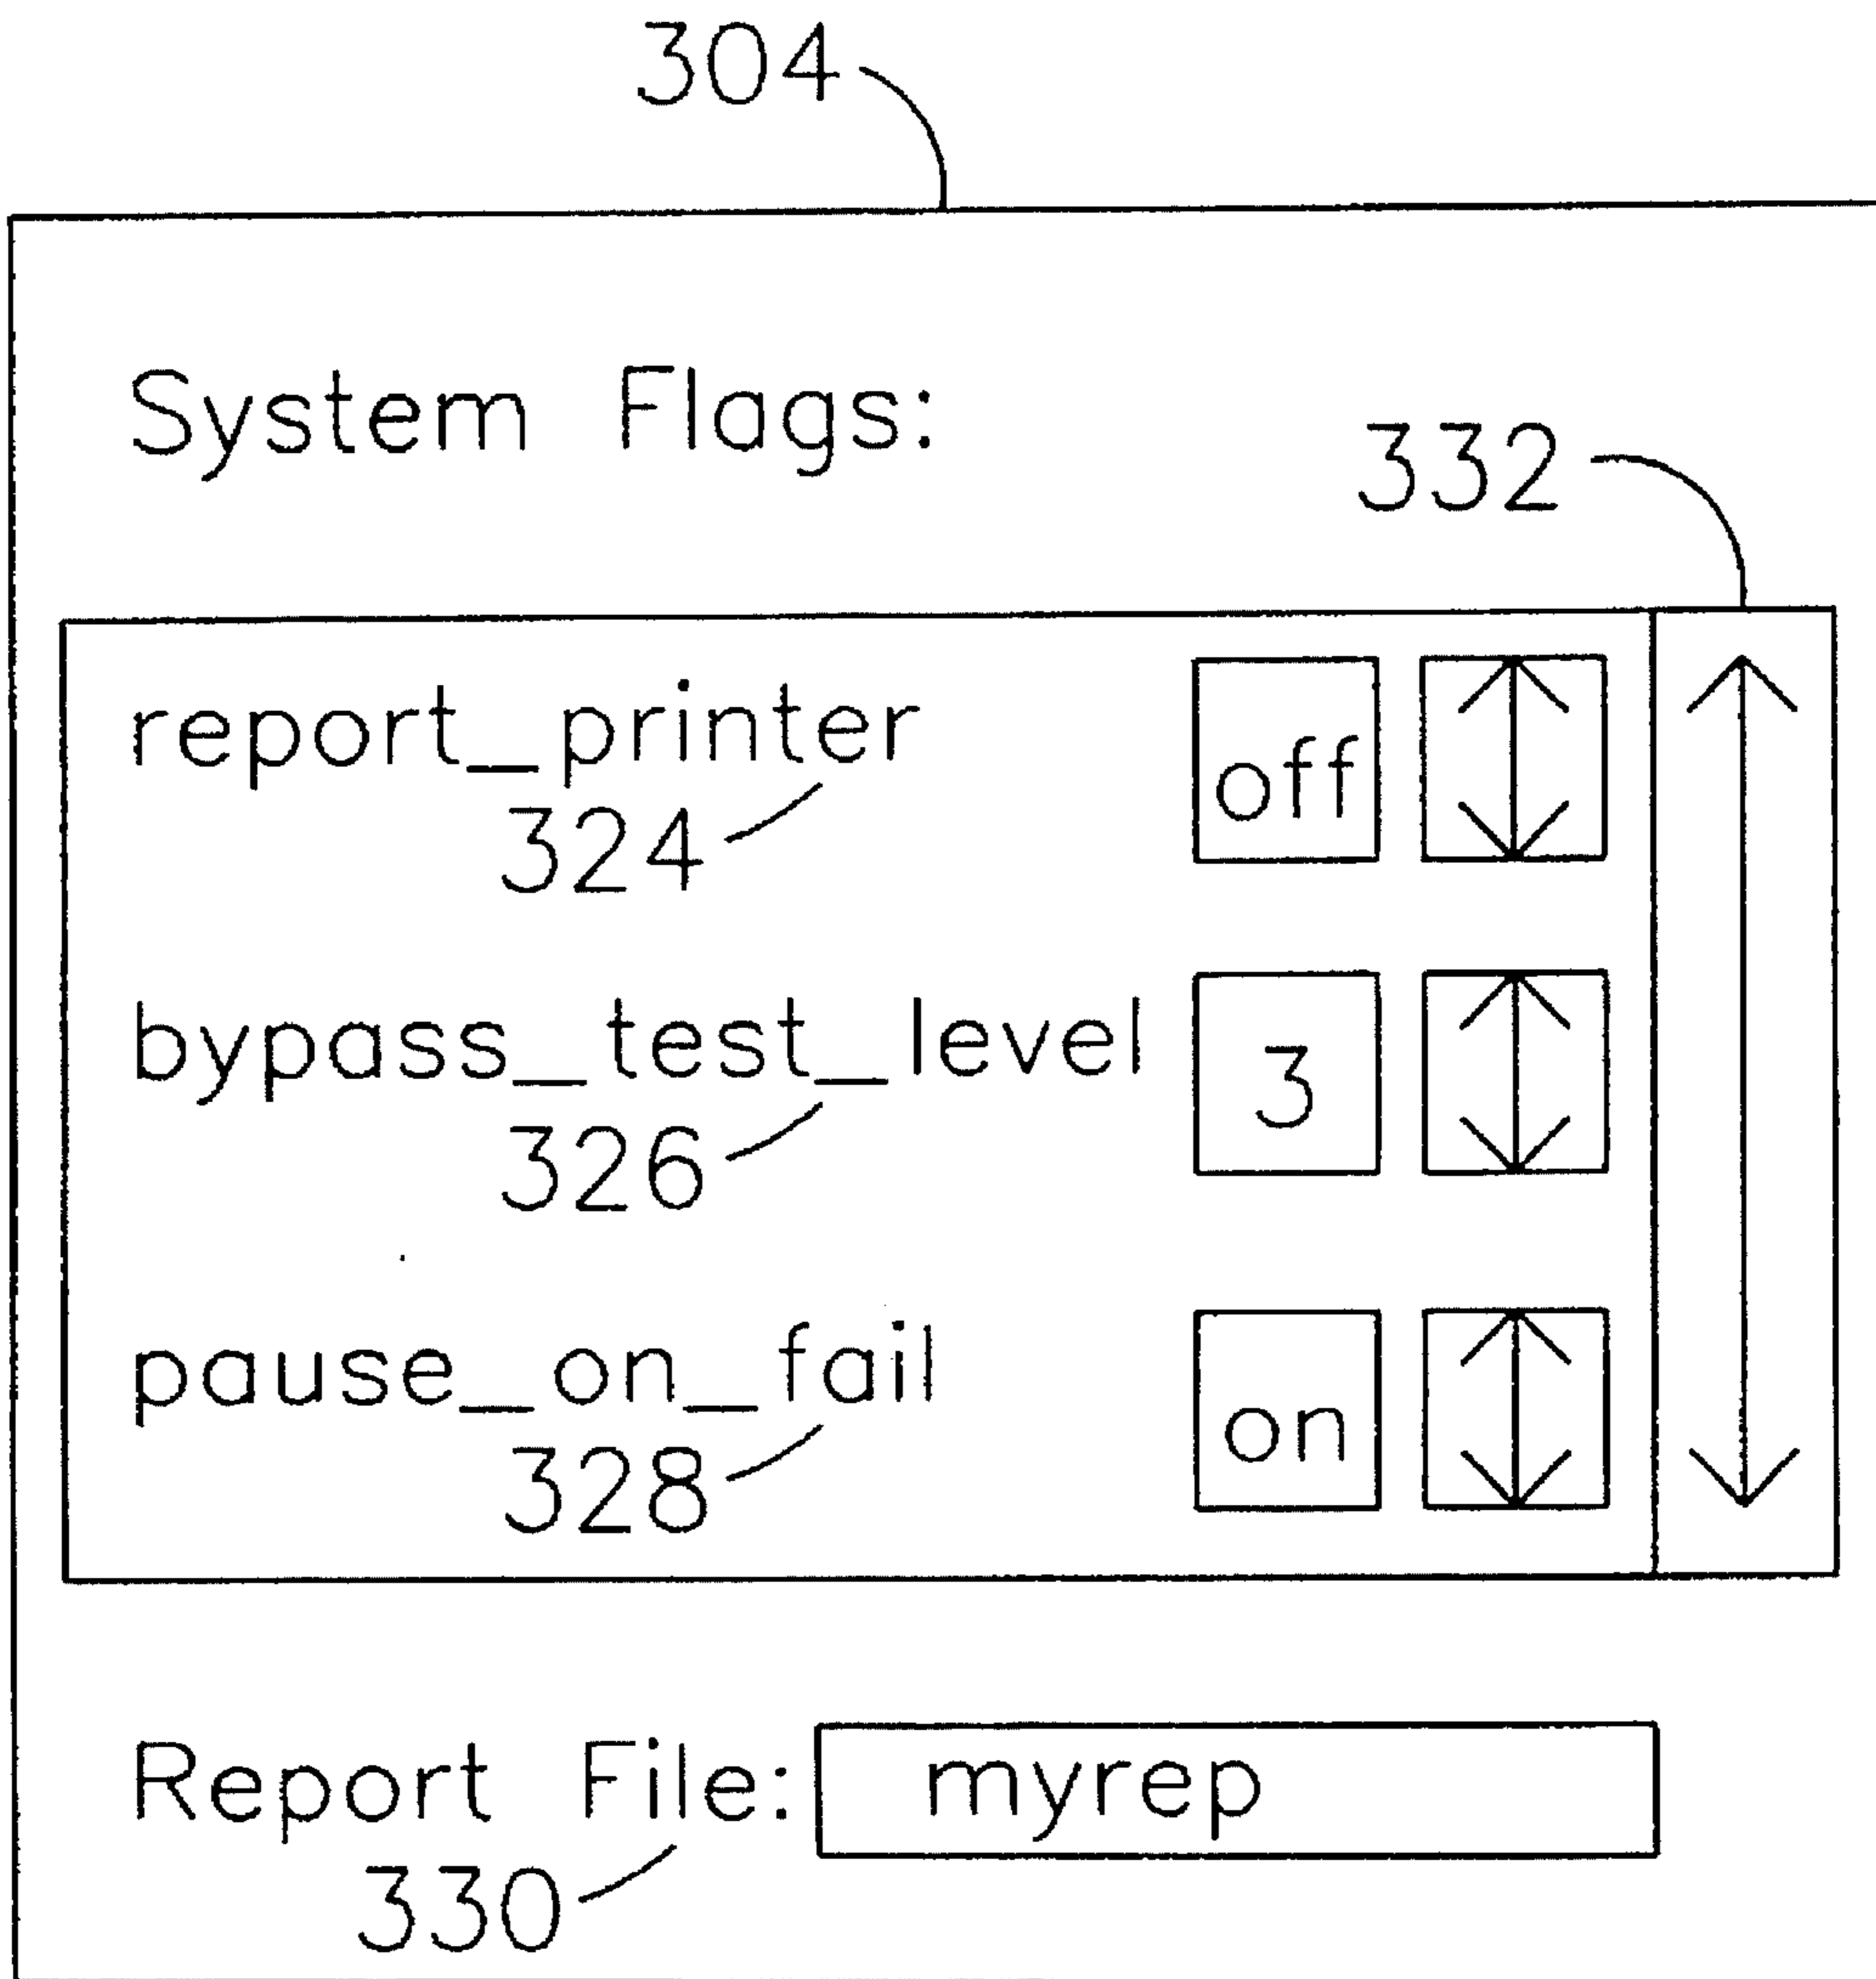 304
System Flags:
332
report_printer off
324
bypass_test_level 3
326
pause_on_fail on
328
Report File: myrep
330